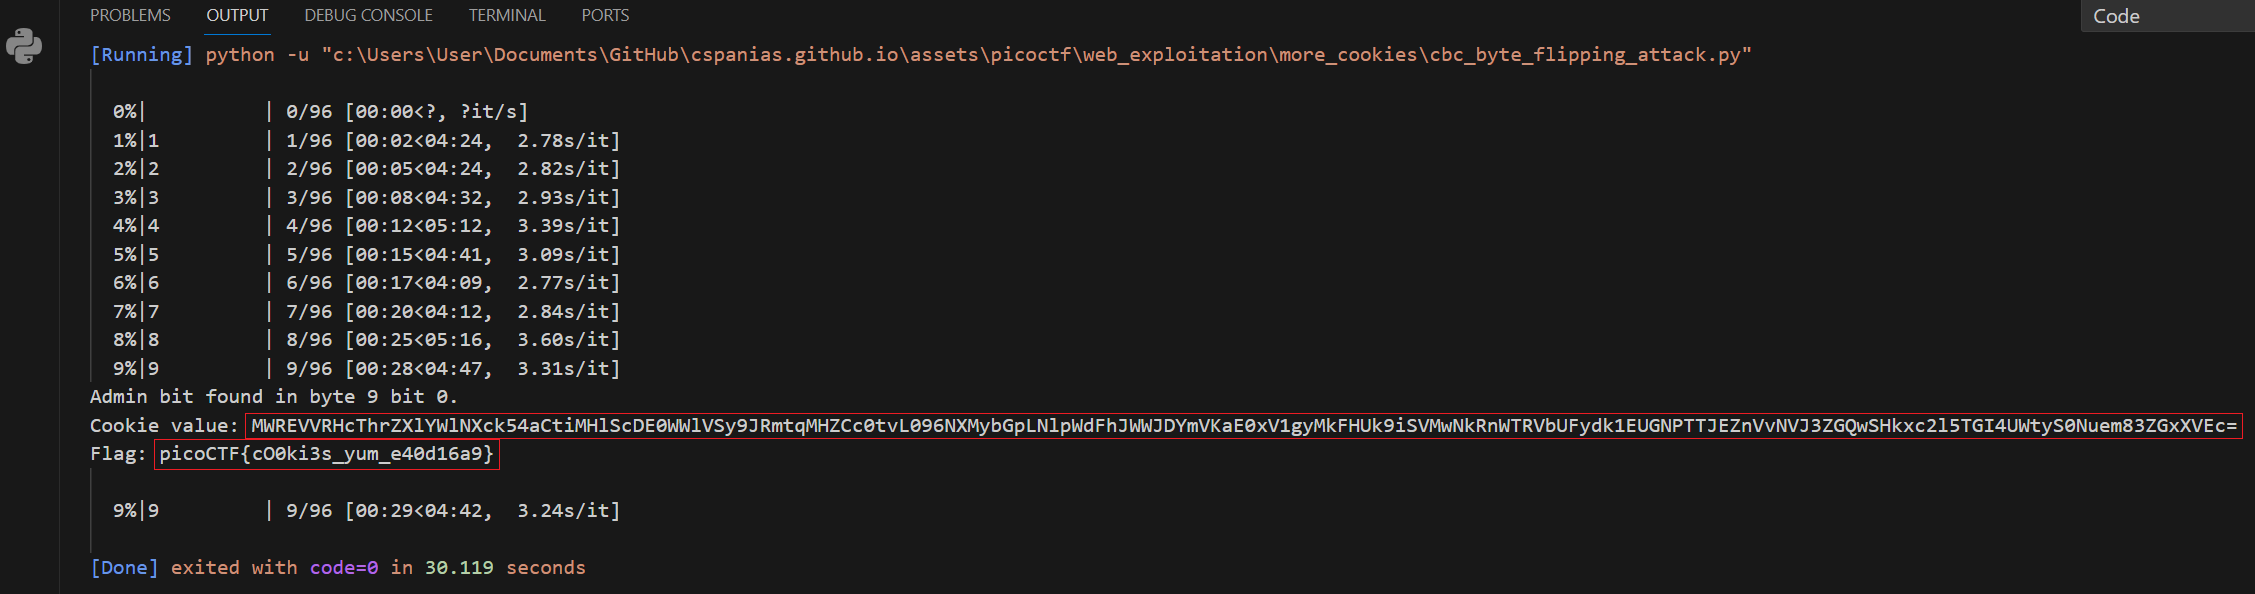 PROBLEMS OUTPUT DEBUG CONSOLE TERMINAL PORTS Code
[Running] python -u "c:\Users\User\Documents\GitHub\cspanias.github.io\assets\picoctf\web_exploitation\more_cookies\cbc_byte_flipping_attack.py"
0%| | 0/96 [00:00<?, ?it/s]
1%|1 | 1/96 [00:02<04:24, 2.78s/it]
2%|2 | 2/96 [00:05<04:24, 2.82s/it]
3%|3 | 3/96 [00:08<04:32, 2.93s/it]
4%|4 | 4/96 [00:12<05:12, 3.39s/it]
5%|5 | 5/96 [00:15<04:41, 3.09s/it]
6%|6 | 6/96 [00:17<04:09, 2.77s/it]
7%|7 | 7/96 [00:20<04:12, 2.84s/it]
8%|8 | 8/96 [00:25<05:16, 3.60s/it]
9%|9 | 9/96 [00:28<04:47, 3.31s/it]
Admin bit found in byte 9 bit 0.
Cookie value: MWREVVRHcThrZXlYWlNXck54aCtiMHlScDE0WWlVSy9JRmtqMHZCc0tvL096NXMybGpLNlpWdFhJWWJDYmVKaE0xV1gyMkFHUk9iSVMwNkRnWTRVbUFydk1EUGNPTTJEZnVvNVJ3ZGQwSHkxc2l5TGI4UWtyS0Nuem83ZGxXVEc=
Flag: picoCTF{cO0ki3s_yum_e40d16a9}
9%|9 | 9/96 [00:29<04:42, 3.24s/it]
[Done] exited with code=0 in 30.119 seconds